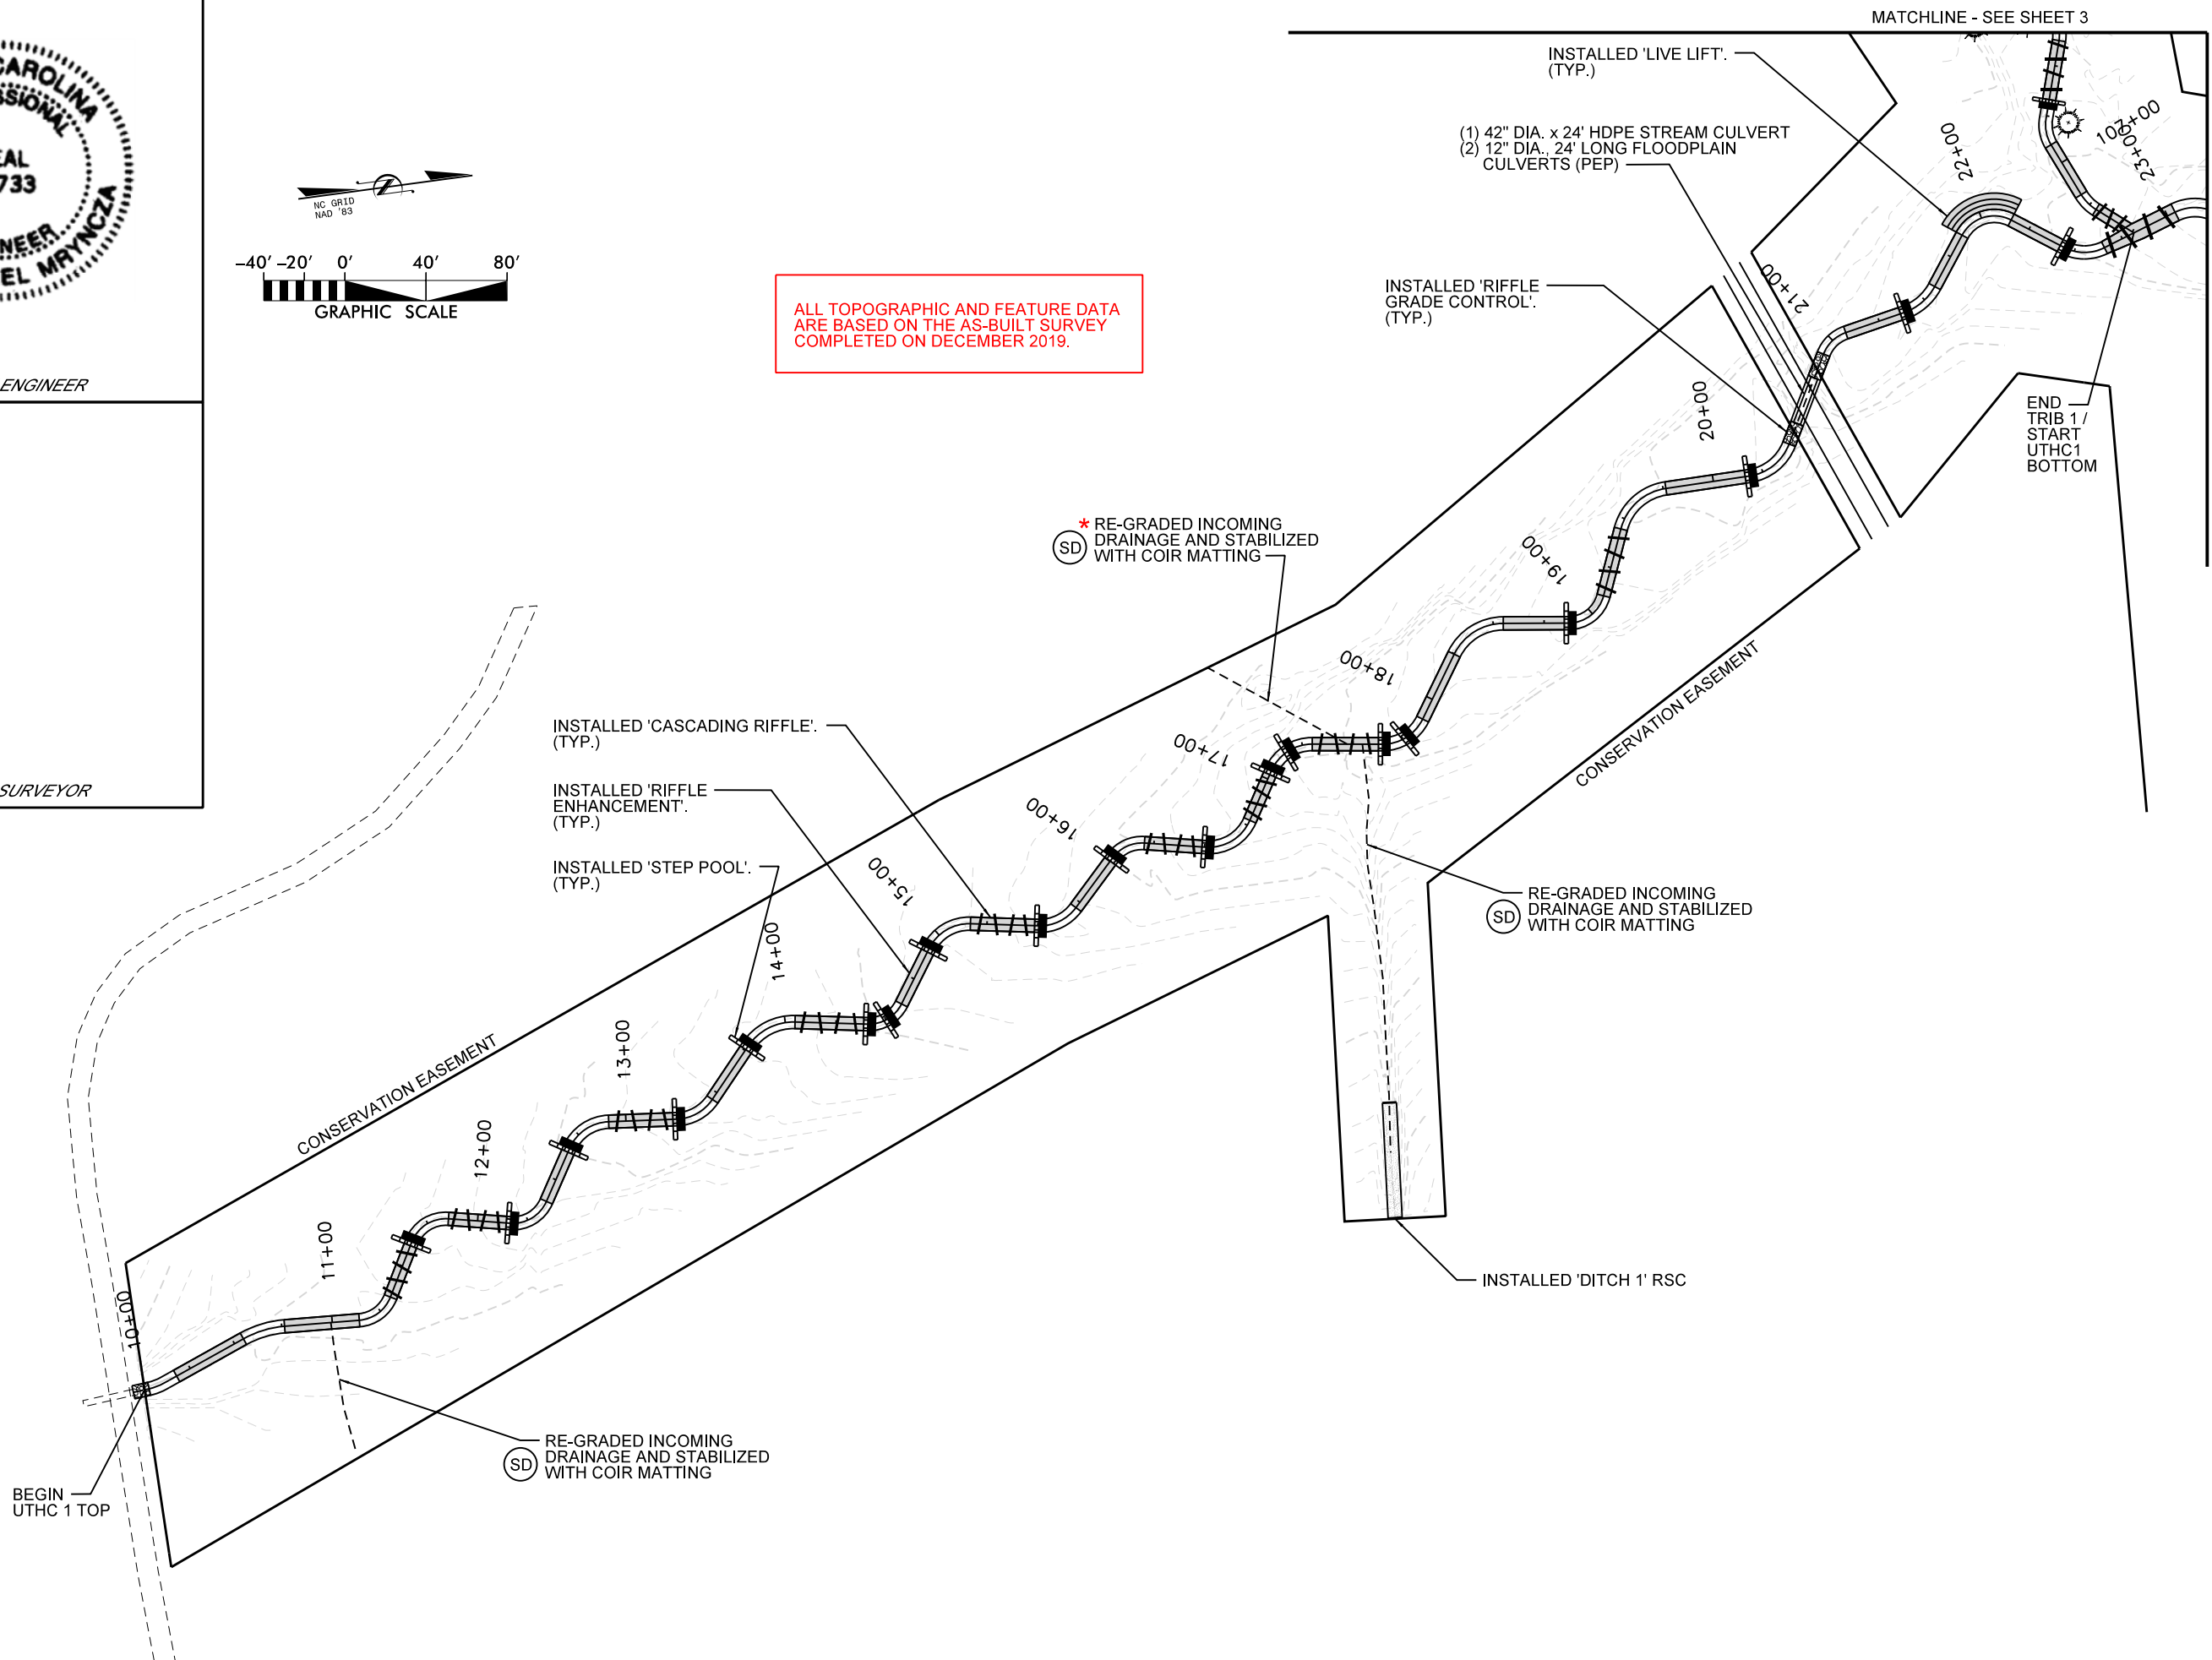 MATCHLINE - SEE SHEET 3
CAROLINA
733
MRYNCZA
ENGINEER
SURVEYOR
NC GRID
NAD '83
–40' –20' 0' 40' 80'
GRAPHIC SCALE
ALL TOPOGRAPHIC AND FEATURE DATA
ARE BASED ON THE AS-BUILT SURVEY
COMPLETED ON DECEMBER 2019.
INSTALLED 'LIVE LIFT'.
(TYP.)
(1) 42" DIA. x 24' HDPE STREAM CULVERT
(2) 12" DIA., 24' LONG FLOODPLAIN
CULVERTS (PEP)
INSTALLED 'RIFFLE
GRADE CONTROL'.
(TYP.)
END
TRIB 1 /
START
UTHC1
BOTTOM
* RE-GRADED INCOMING
SD DRAINAGE AND STABILIZED
WITH COIR MATTING
INSTALLED 'CASCADING RIFFLE'.
(TYP.)
INSTALLED 'RIFFLE
ENHANCEMENT'.
(TYP.)
INSTALLED 'STEP POOL'.
(TYP.)
RE-GRADED INCOMING
SD DRAINAGE AND STABILIZED
WITH COIR MATTING
CONSERVATION EASEMENT
CONSERVATION EASEMENT
INSTALLED 'DITCH 1' RSC
RE-GRADED INCOMING
SD DRAINAGE AND STABILIZED
WITH COIR MATTING
BEGIN
UTHC 1 TOP
10+00
11+00
12+00
13+00
14+00
15+00
16+00
17+00
18+00
19+00
20+00
21+00
22+00
23+00